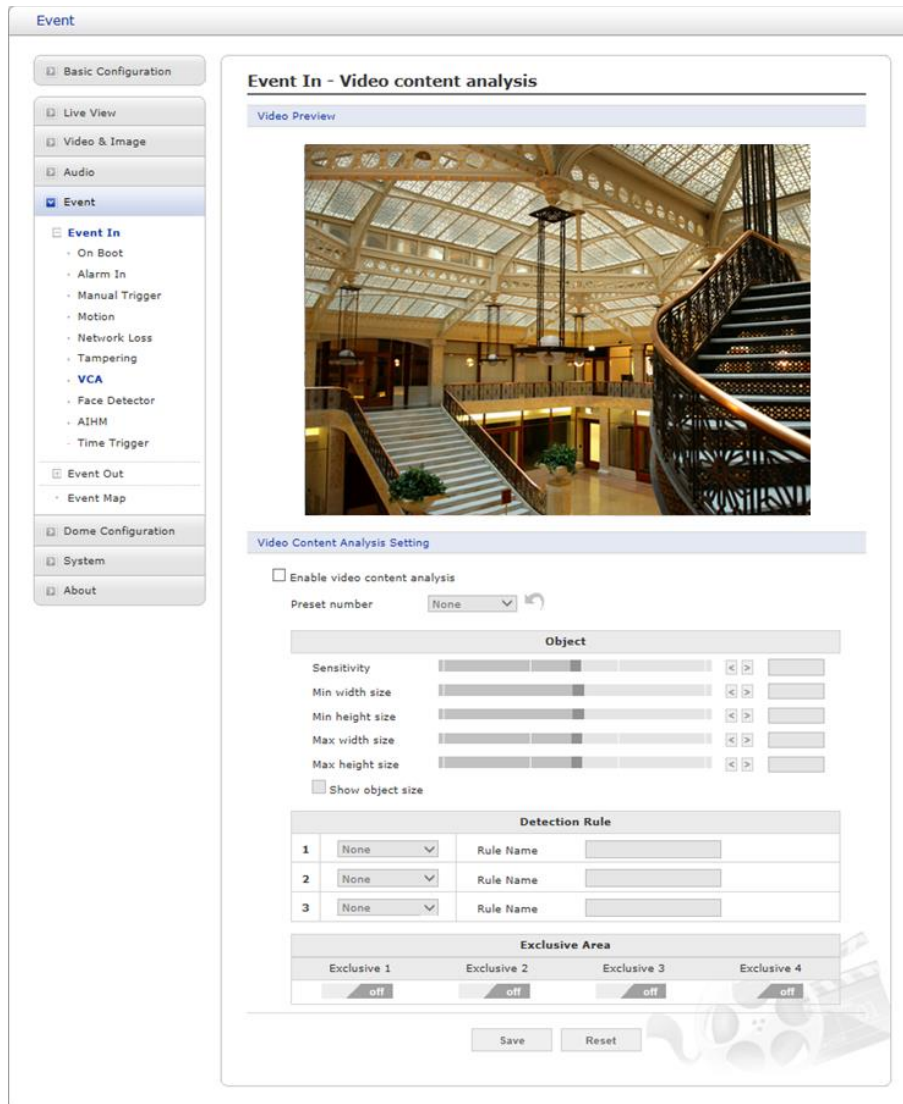 Event
Basic Configuration
Live View
Video & Image
Audio
Event
Event In
On Boot
Alarm In
Manual Trigger
Motion
Network Loss
Tampering
VCA
Face Detector
AIHM
Time Trigger
Event Out
Event Map
Dome Configuration
System
About
Event In - Video content analysis
Video Preview
Video Content Analysis Setting
Enable video content analysis
Preset number None
Object
Sensitivity < >
Min width size < >
Min height size < >
Max width size < >
Max height size < >
Show object size
Detection Rule
1 None Rule Name
2 None Rule Name
3 None Rule Name
Exclusive Area
Exclusive 1 Exclusive 2 Exclusive 3 Exclusive 4
off off off off
Save Reset